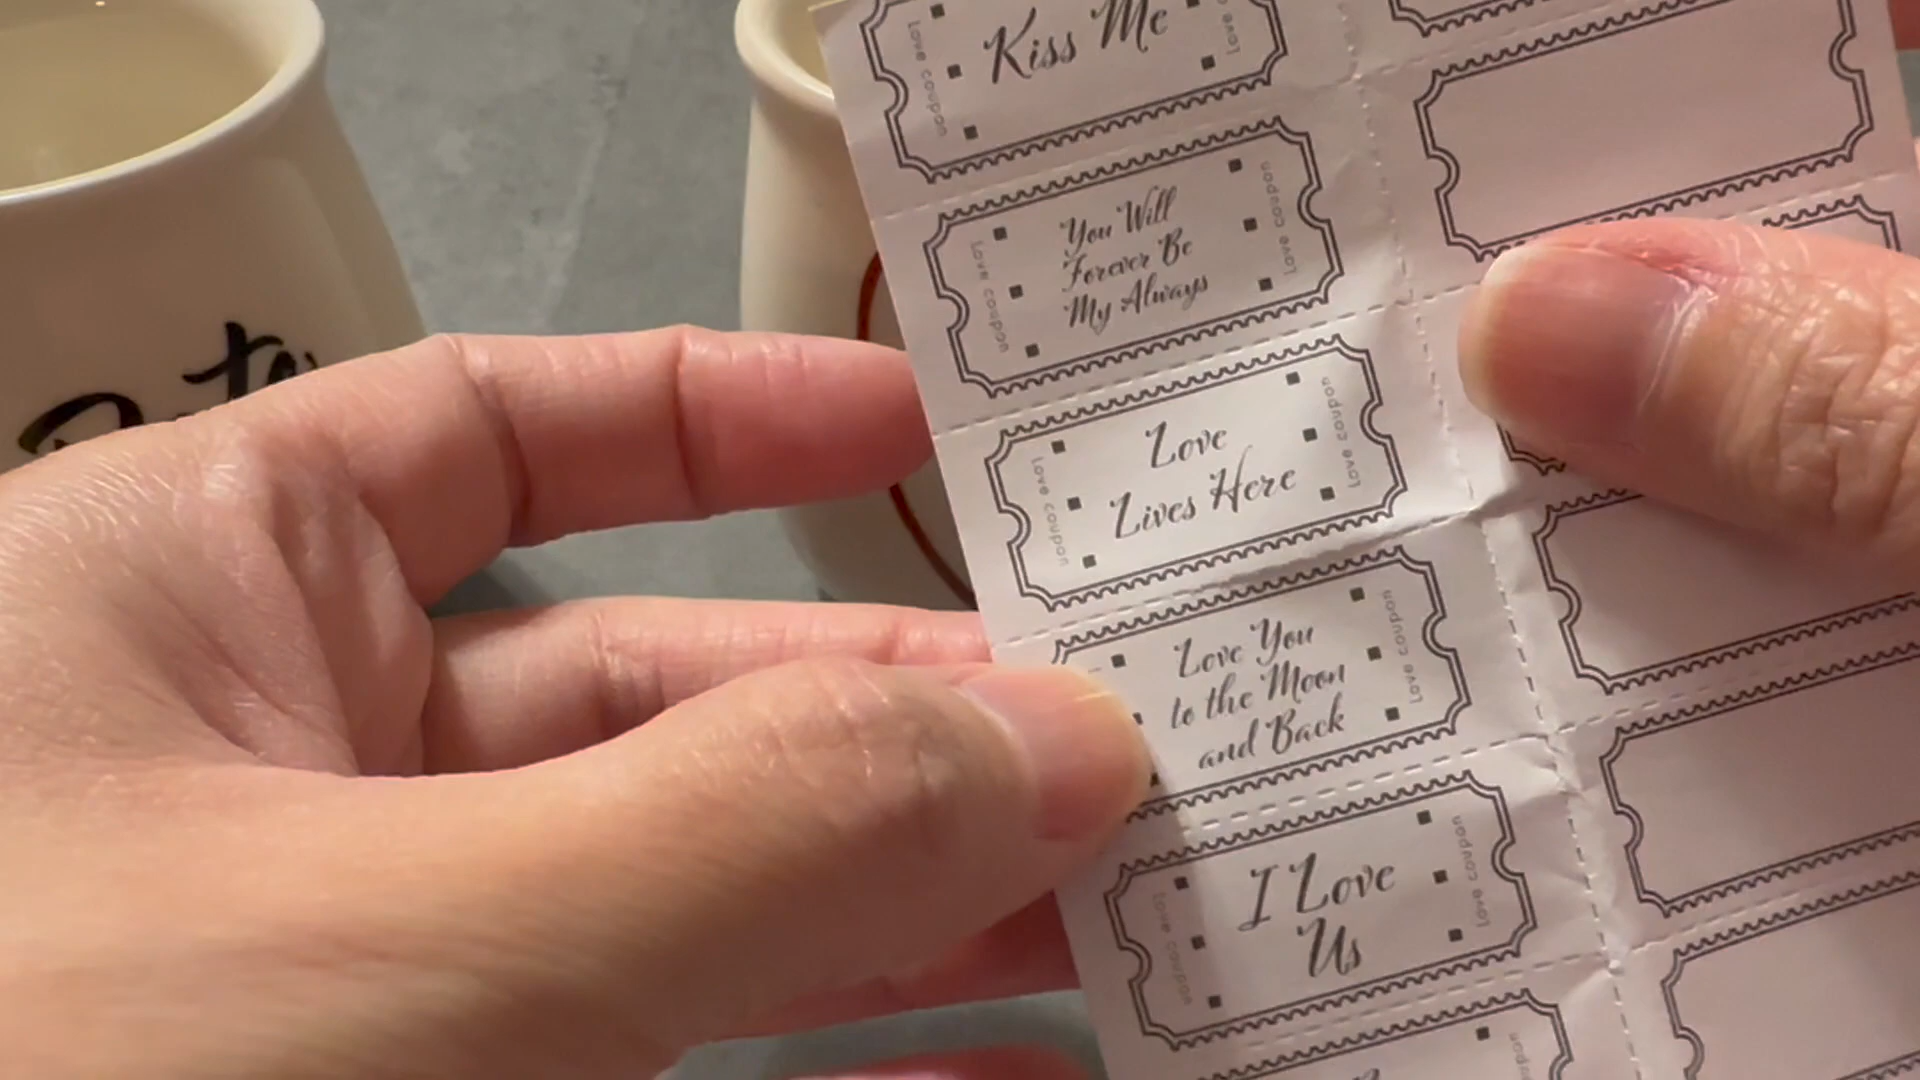 Love coupon
Kiss Me
Love
Love coupon
You Will
Forever Be
My Always
Love coupon
Love coupon
Love
Lives Here
Love coupon
Love You
to the Moon
and Back
Love coupon
Love coupon
I Love
Us
Love coupon